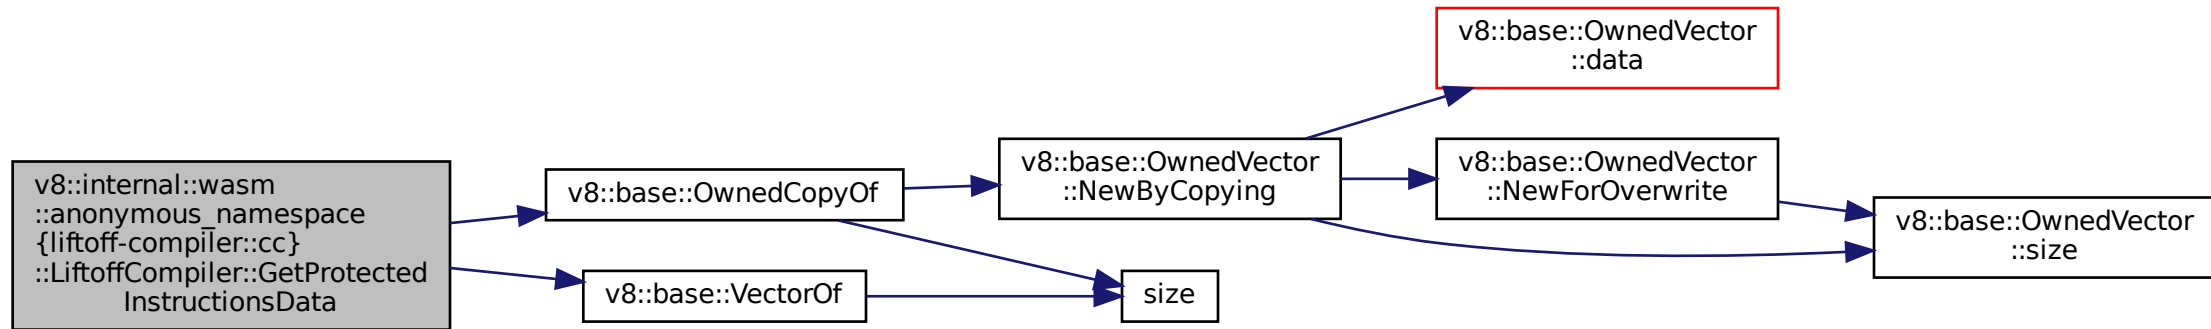 v8::internal::wasm
::anonymous_namespace
{liftoff-compiler::cc}
::LiftoffCompiler::GetProtected
InstructionsData
v8::base::OwnedCopyOf
v8::base::VectorOf
v8::base::OwnedVector
::NewByCopying
size
v8::base::OwnedVector
::data
v8::base::OwnedVector
::NewForOverwrite
v8::base::OwnedVector
::size